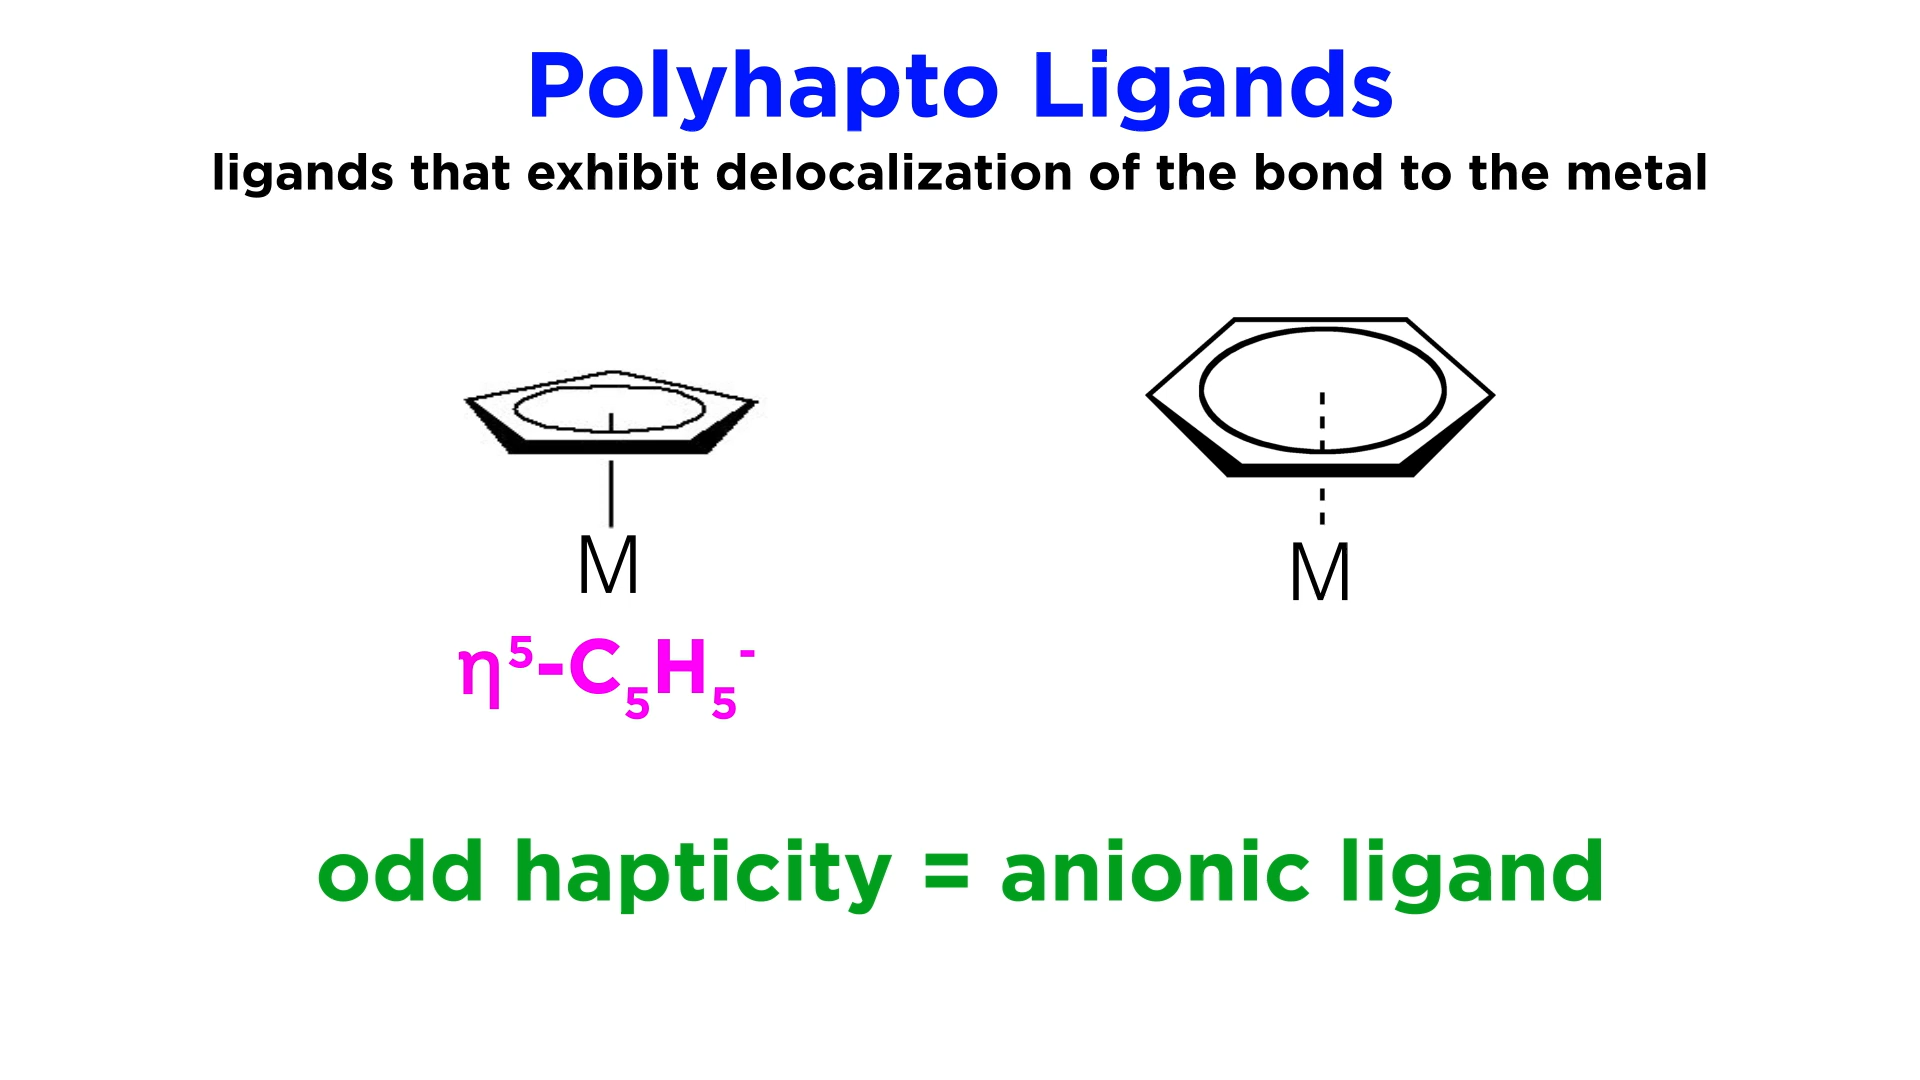 Polyhapto Ligands
ligands that exhibit delocalization of the bond to the metal
M
M
η⁵-C₅H₅⁻
odd hapticity = anionic ligand